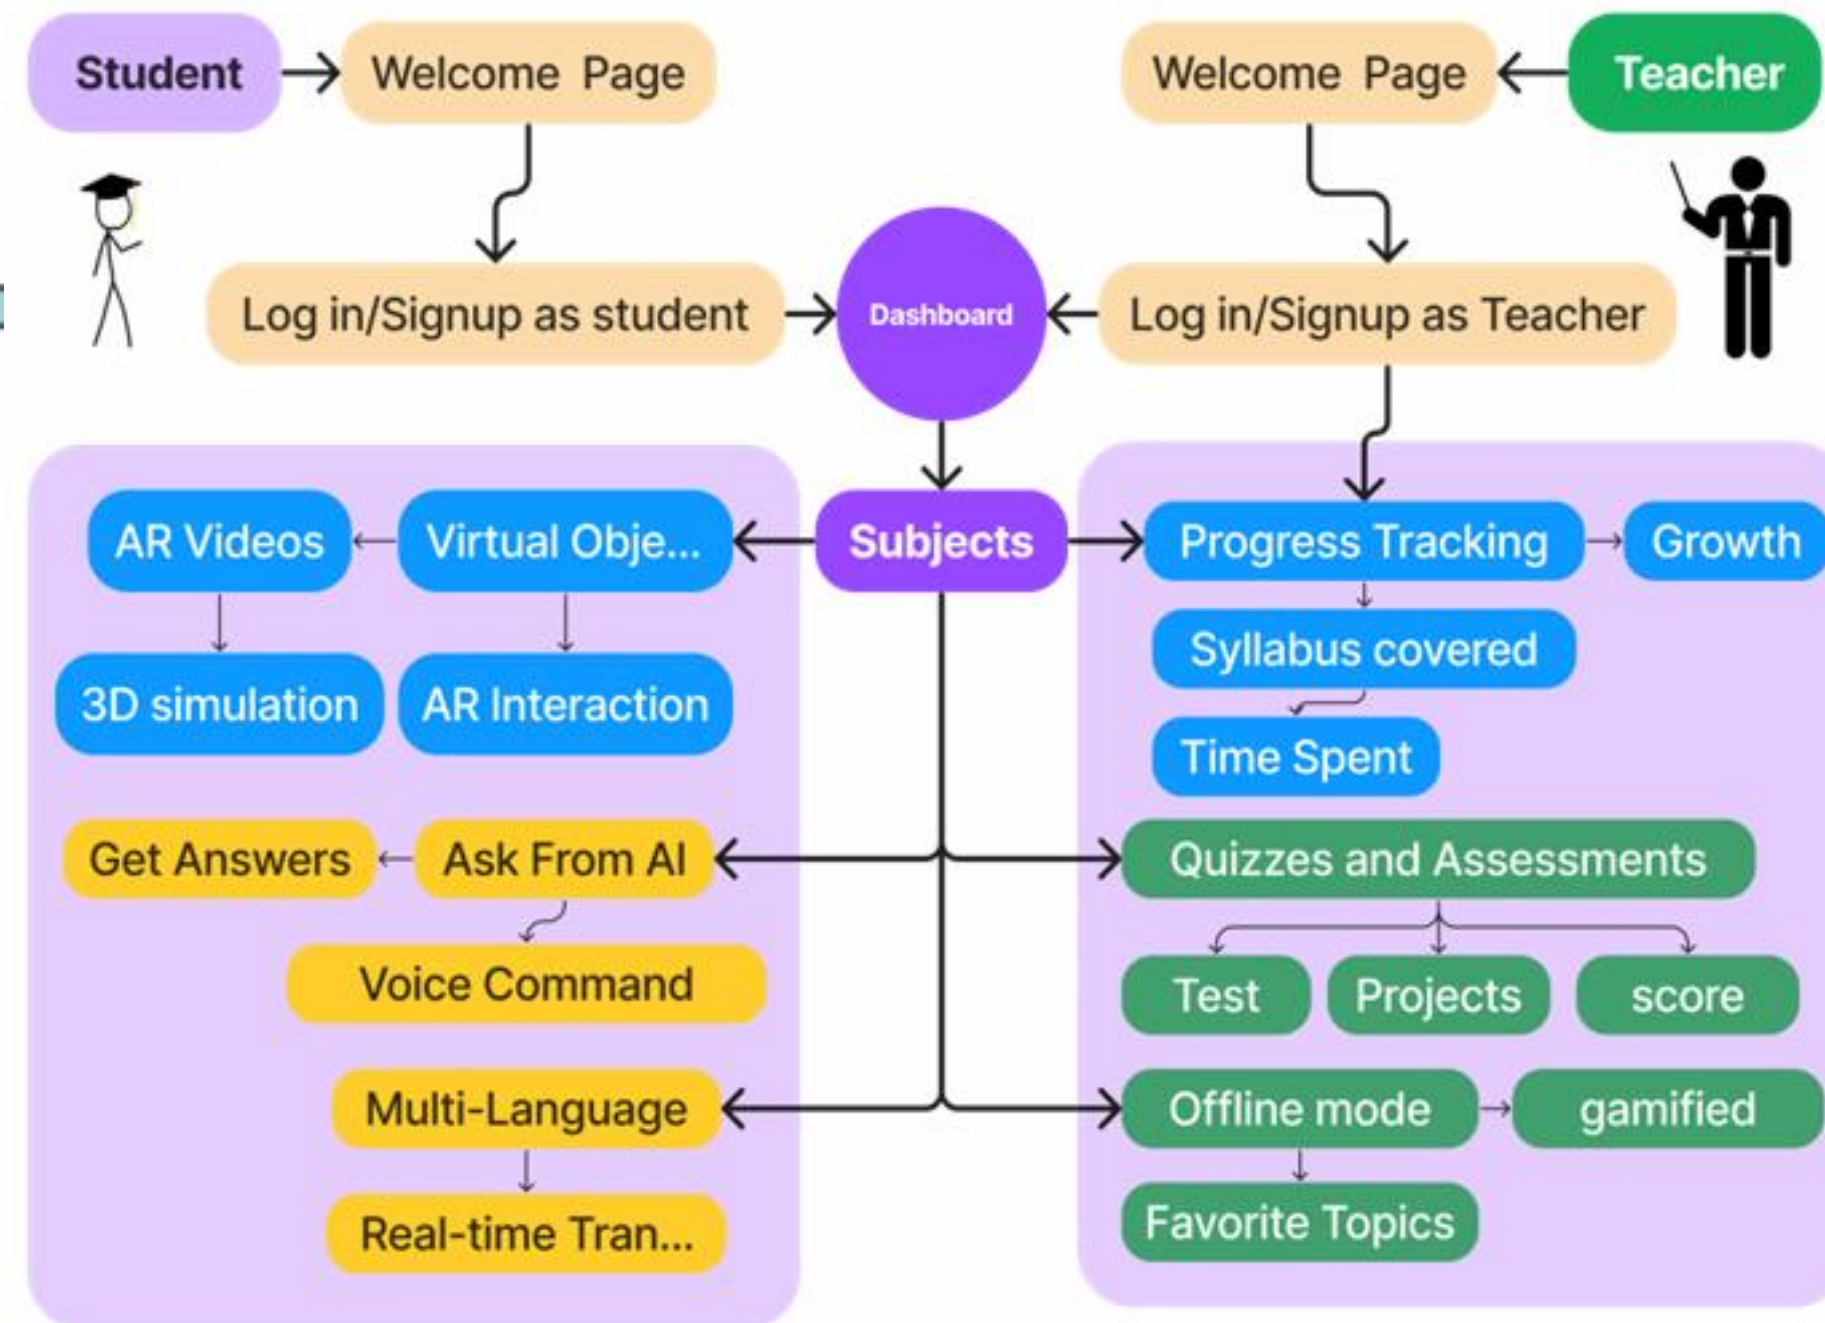 Student
Welcome Page
Welcome Page
Teacher
Log in/Signup as student
Dashboard
Log in/Signup as Teacher
AR Videos
Virtual Obje...
Subjects
Progress Tracking
Growth
Syllabus covered
3D simulation
AR Interaction
Time Spent
Get Answers
Ask From AI
Quizzes and Assessments
Voice Command
Test
Projects
score
Multi-Language
Offline mode
gamified
Real-time Tran...
Favorite Topics